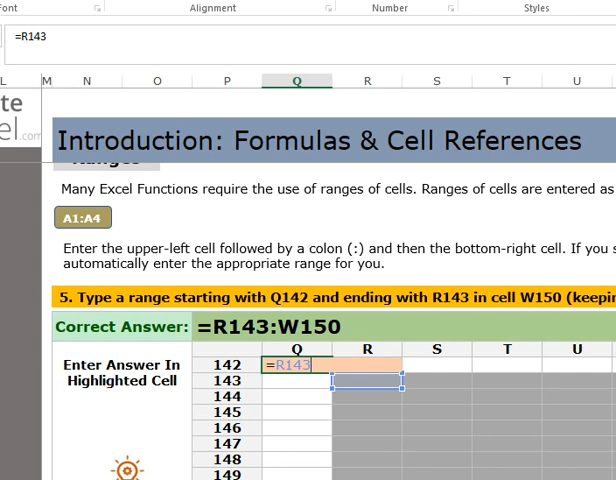 Font Alignment Number Styles
=R143
L M N O P Q R S T U
Introduction: Formulas & Cell References
Many Excel Functions require the use of ranges of cells. Ranges of cells are entered as
A1:A4
Enter the upper-left cell followed by a colon (:) and then the bottom-right cell. If you s
automatically enter the appropriate range for you.
5. Type a range starting with Q142 and ending with R143 in cell W150 (keepin
Correct Answer: =R143:W150
Q R S T U
Enter Answer In 142 =R143
Highlighted Cell 143
144
145
146
147
148
149